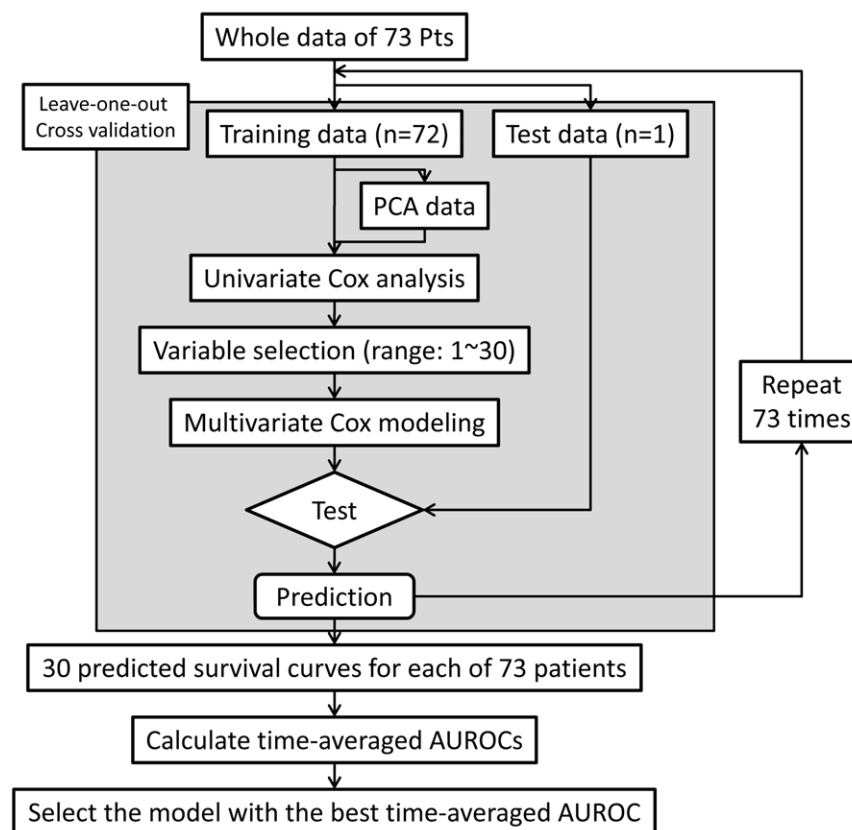 Whole data of 73 Pts
Leave-one-out
Cross validation
Training data (n=72)
Test data (n=1)
PCA data
Univariate Cox analysis
Variable selection (range: 1~30)
Multivariate Cox modeling
Repeat
73 times
Test
Prediction
30 predicted survival curves for each of 73 patients
Calculate time-averaged AUROCs
Select the model with the best time-averaged AUROC